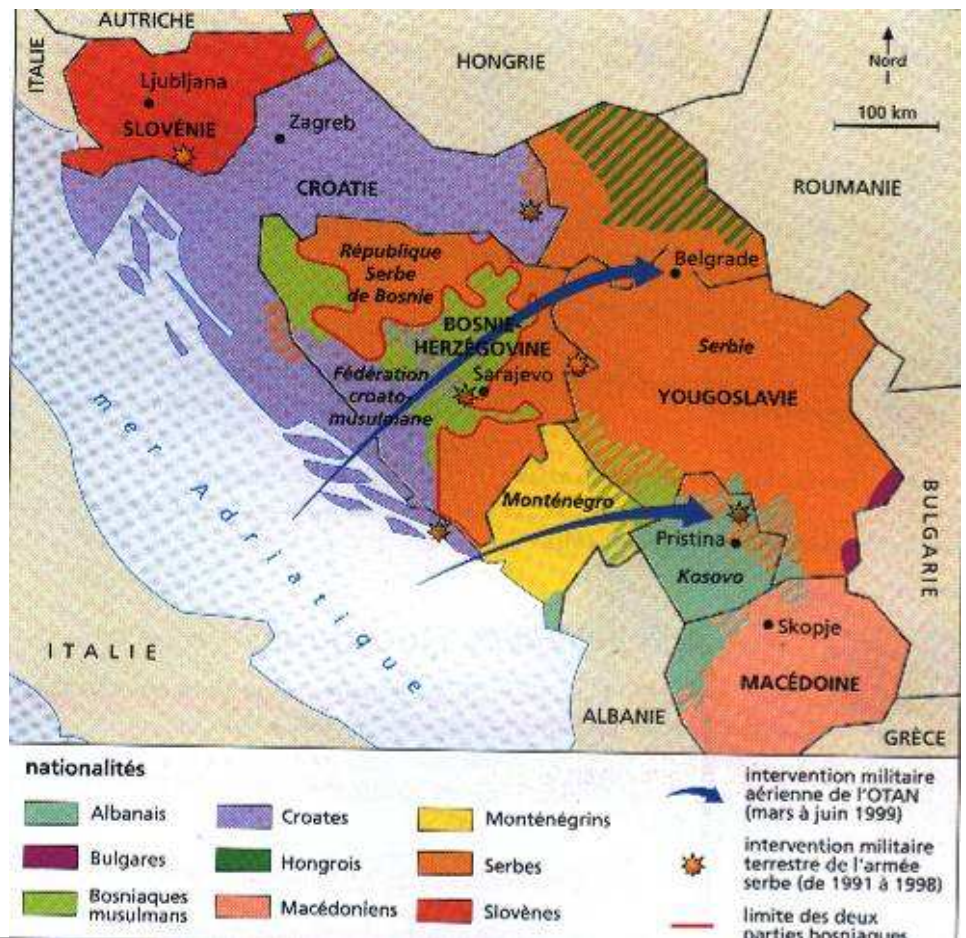 AUTRICHE
ITALIE
HONGRIE
Nord
100 km
Ljubljana
SLOVÉNIE
Zagreb
CROATIE
ROUMANIE
République
Serbe
de Bosnie
Belgrade
BOSNIE-
HERZÉGOVINE
Serbie
Sarajevo
YOUGOSLAVIE
Fédération
croato-
musulmane
mer Adriatique
Monténégro
Pristina
Kosovo
BULGARIE
Skopje
MACÉDOINE
ITALIE
ALBANIE
GRÈCE
nationalités
Albanais
Bulgares
Bosniaques
musulmans
Croates
Hongrois
Macédoniens
Monténégrins
Serbes
Slovènes
intervention militaire
aérienne de l'OTAN
(mars à juin 1999)
intervention militaire
terrestre de l'armée
serbe (de 1991 à 1998)
limite des deux
parties bosniaques